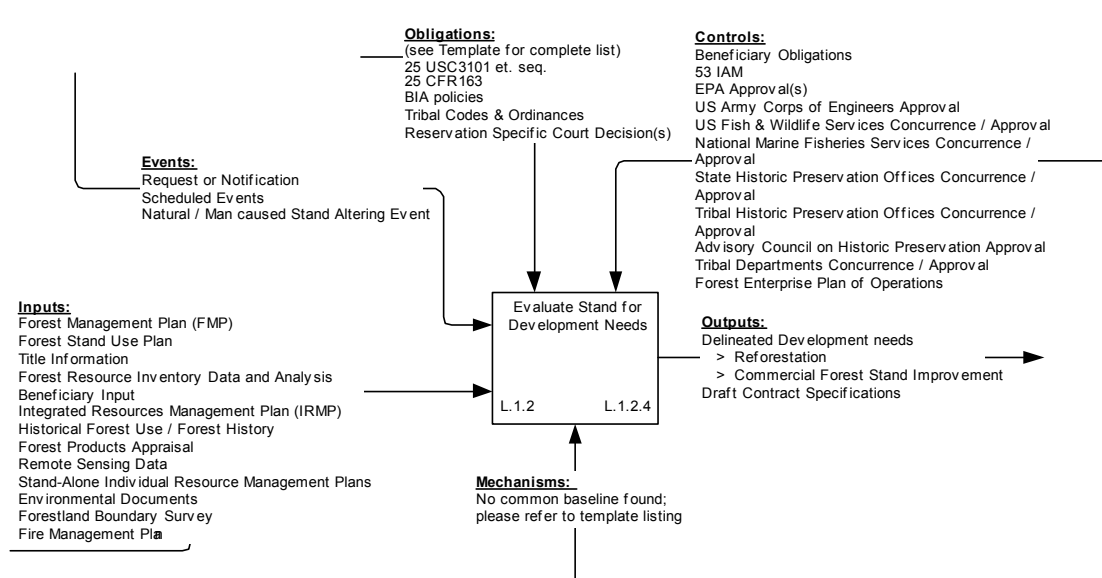 Obligations:
(see Template for complete list)
25 USC3101 et. seq.
25 CFR163
BIA policies
Tribal Codes & Ordinances
Reservation Specific Court Decision(s)
Controls:
Beneficiary Obligations
53 IAM
EPA Approval(s)
US Army Corps of Engineers Approval
US Fish & Wildlife Services Concurrence / Approval
National Marine Fisheries Services Concurrence /
Approval
State Historic Preservation Offices Concurrence /
Approval
Tribal Historic Preservation Offices Concurrence /
Approval
Advisory Council on Historic Preservation Approval
Tribal Departments Concurrence / Approval
Forest Enterprise Plan of Operations
Events:
Request or Notification
Scheduled Events
Natural / Man caused Stand Altering Event
Inputs:
Forest Management Plan (FMP)
Forest Stand Use Plan
Title Information
Forest Resource Inventory Data and Analysis
Beneficiary Input
Integrated Resources Management Plan (IRMP)
Historical Forest Use / Forest History
Forest Products Appraisal
Remote Sensing Data
Stand-Alone Individual Resource Management Plans
Environmental Documents
Forestland Boundary Survey
Fire Management Plan
Evaluate Stand for
Development Needs
L.1.2 L.1.2.4
Outputs:
Delineated Development needs
> Reforestation
> Commercial Forest Stand Improvement
Draft Contract Specifications
Mechanisms:
No common baseline found;
please refer to template listing